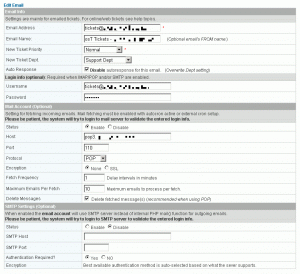 Edit Email
Email Info
Settings are mainly for emailed tickets. For online/web tickets see help topics.
Email Address tickets@ *
Email Name: osT Tickets - (Optional email's FROM name.)
New Ticket Priority Normal
New Ticket Dept. Support Dept
Auto Response Disable autoresponse for this email. (Overwrite Dept setting)
Login Info (optional): Required when IMAP/POP and/or SMTP are enabled.
Username tickets@
Password
Mail Account (Optional)
Setting for fetching incoming emails. Mail fetching must be enabled with autocron active or external cron setup.
Please be patient, the system will try to login to mail server to validate the entered login info.
Status Enable Disable
Host pop3.
Port 110
Protocol POP
Encryption None SSL
Fetch Frequency 1 Delay intervals in minutes
Maximum Emails Per Fetch 10 Maximum emails to process per fetch.
Delete Messages Delete fetched message(s) (recommended when using POP)
SMTP Settings (Optional)
When enabled the email account will use SMTP server instead of internal PHP mail() function for outgoing emails.
Please be patient, the system will try to login to SMTP server to validate the entered login info.
Status Enable Disable
SMTP Host
SMTP Port
Authentication Required? Yes NO
Encryption Best available authentication method is auto-selected based on what the sever supports.